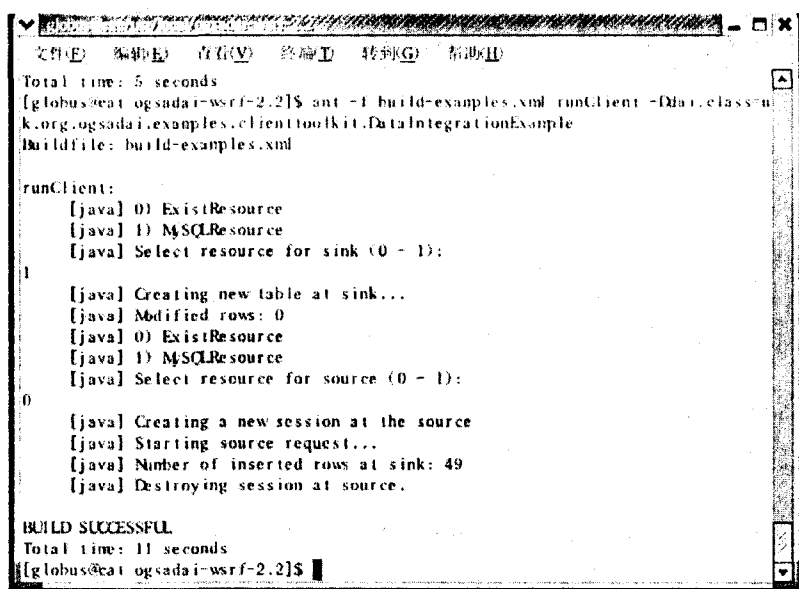 文件(F) 编辑(E) 查看(V) 终端(T) 转到(G) 帮助(H)
Total time: 5 seconds
[globus@cat ogsadai-wsrf-2.2]$ ant -f build-examples.xml runClient -Ddai.class=u
k.org.ogsadai.examples.clienttoolkit.DataIntegrationExample
Buildfile: build-examples.xml
runClient:
[java] 0) ExistResource
[java] 1) MySQLResource
[java] Select resource for sink (0 - 1):
1
[java] Creating new table at sink...
[java] Modified rows: 0
[java] 0) ExistResource
[java] 1) MySQLResource
[java] Select resource for source (0 - 1):
0
[java] Creating a new session at the source
[java] Starting source request...
[java] Number of inserted rows at sink: 49
[java] Destroying session at source.
BUILD SUCCESSFUL
Total time: 11 seconds
[globus@cat ogsadai-wsrf-2.2]$